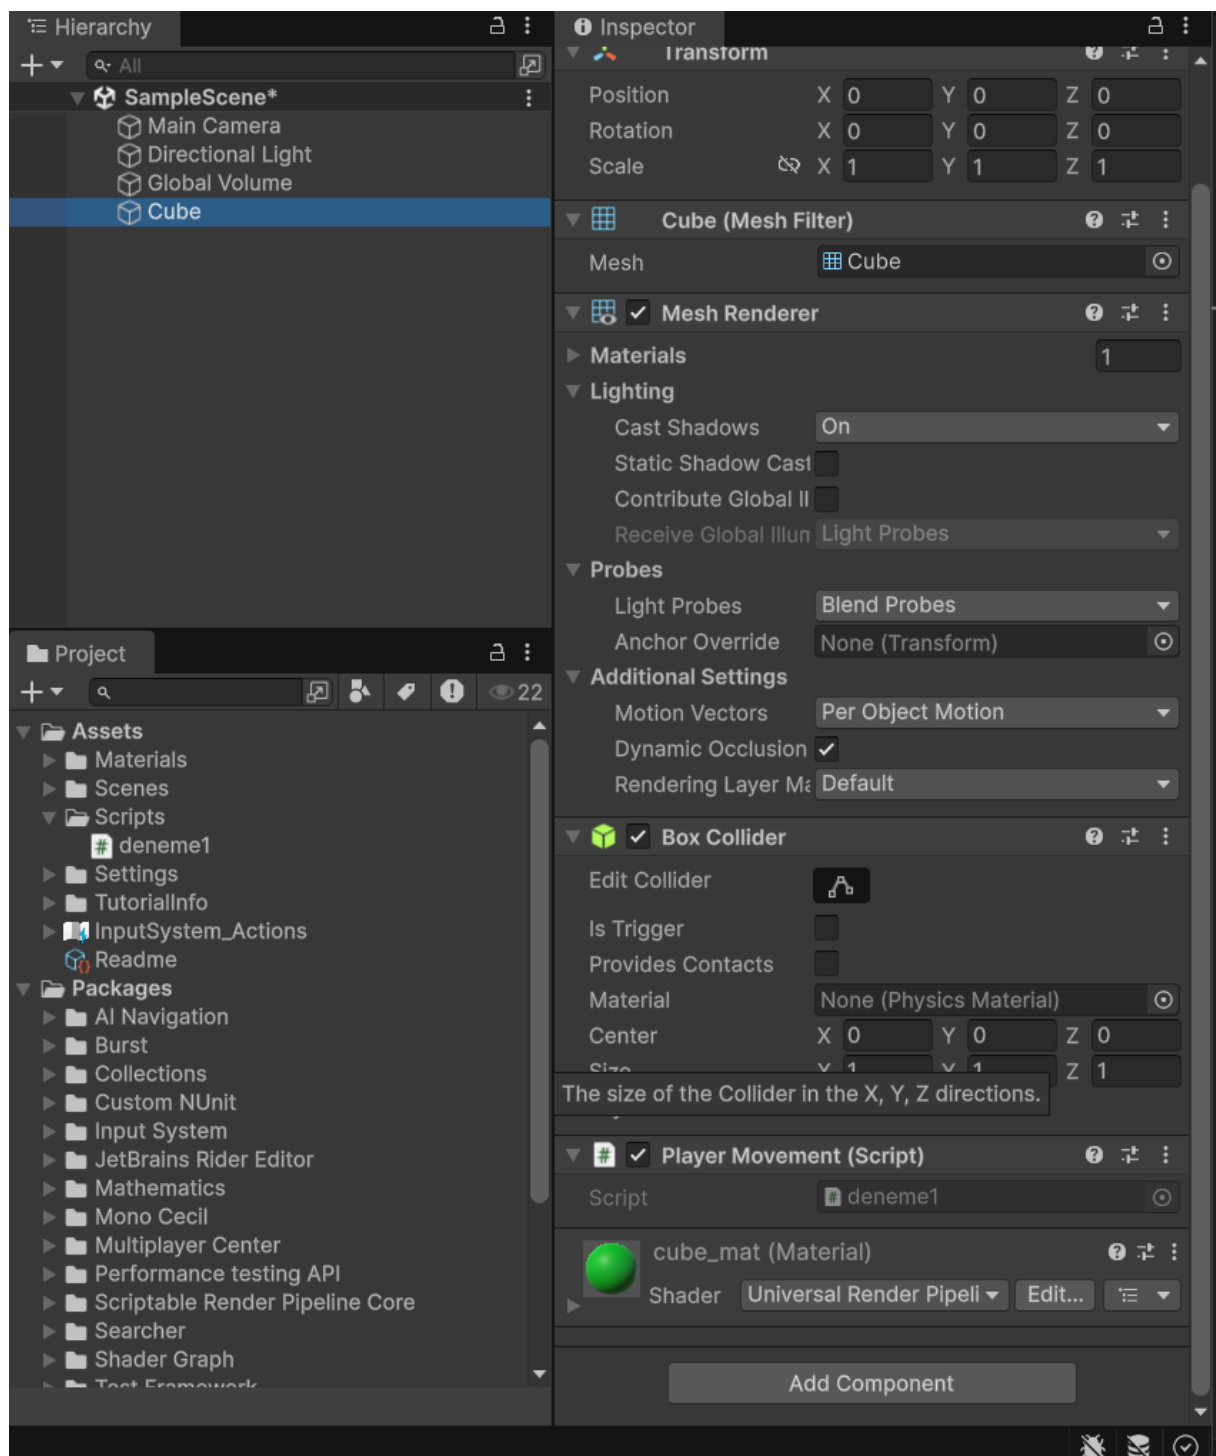 Hierarchy
All
SampleScene*
Main Camera
Directional Light
Global Volume
Cube
Project
22
Assets
Materials
Scenes
Scripts
deneme1
Settings
TutorialInfo
InputSystem_Actions
Readme
Packages
AI Navigation
Burst
Collections
Custom NUnit
Input System
JetBrains Rider Editor
Mathematics
Mono Cecil
Multiplayer Center
Performance testing API
Scriptable Render Pipeline Core
Searcher
Shader Graph
Test Framework
Inspector
Transform
Position X 0 Y 0 Z 0
Rotation X 0 Y 0 Z 0
Scale X 1 Y 1 Z 1
Cube (Mesh Filter)
Mesh Cube
Mesh Renderer
Materials 1
Lighting
Cast Shadows On
Static Shadow Cast
Contribute Global Il
Receive Global Illum Light Probes
Probes
Light Probes Blend Probes
Anchor Override None (Transform)
Additional Settings
Motion Vectors Per Object Motion
Dynamic Occlusion
Rendering Layer Ma Default
Box Collider
Edit Collider
Is Trigger
Provides Contacts
Material None (Physics Material)
Center X 0 Y 0 Z 0
Size X 1 Y 1 Z 1
The size of the Collider in the X, Y, Z directions.
Player Movement (Script)
Script deneme1
cube_mat (Material)
Shader Universal Render Pipeli Edit...
Add Component